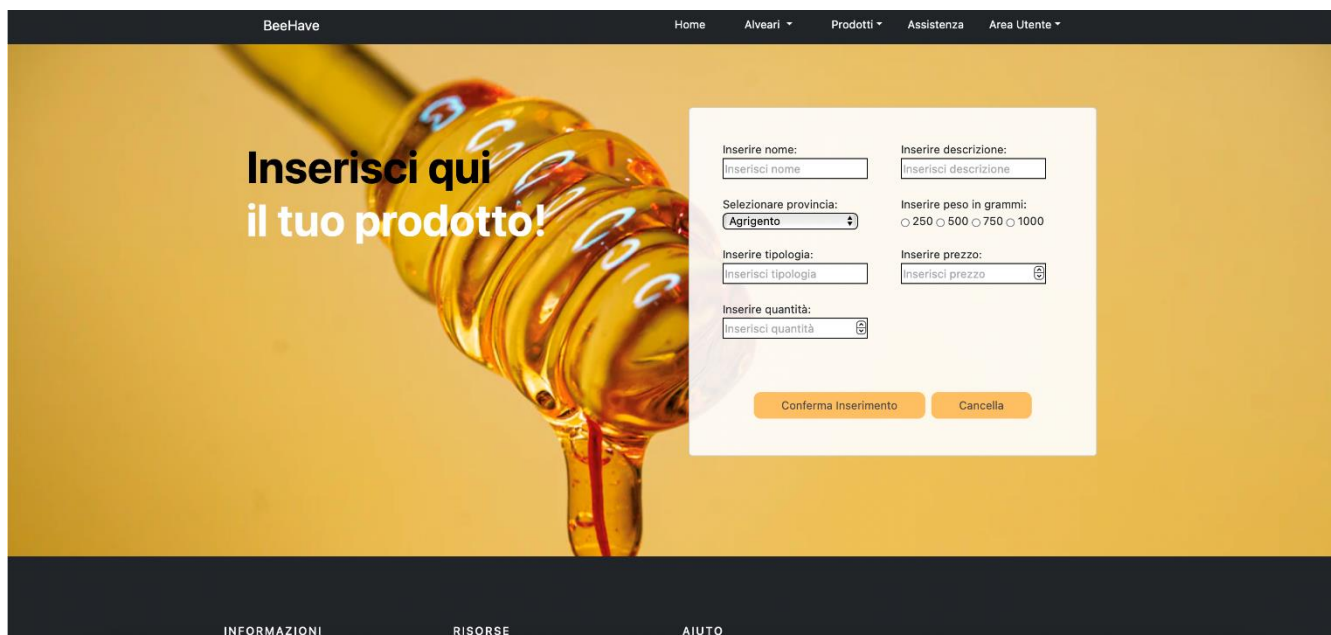 BeeHave
Home Alveari Prodotti Assistenza Area Utente
Inserisci qui
il tuo prodotto!
Inserire nome: Inserire descrizione:
Inserisci nome Inserisci descrizione
Selezionare provincia: Inserire peso in grammi:
Agrigento 250 500 750 1000
Inserire tipologia: Inserire prezzo:
Inserisci tipologia Inserisci prezzo
Inserire quantità:
Inserisci quantità
Conferma Inserimento Cancella
INFORMAZIONI RISORSE AIUTO